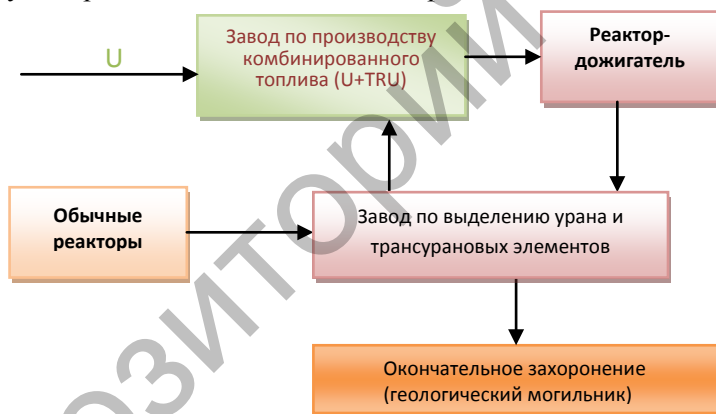 U
Завод по производству
комбинированного
топлива (U+TRU)
Реактор-
дожигатель
Обычные
реакторы
Завод по выделению урана и
трансурановых элементов
Окончательное захоронение
(геологический могильник)
озиторий